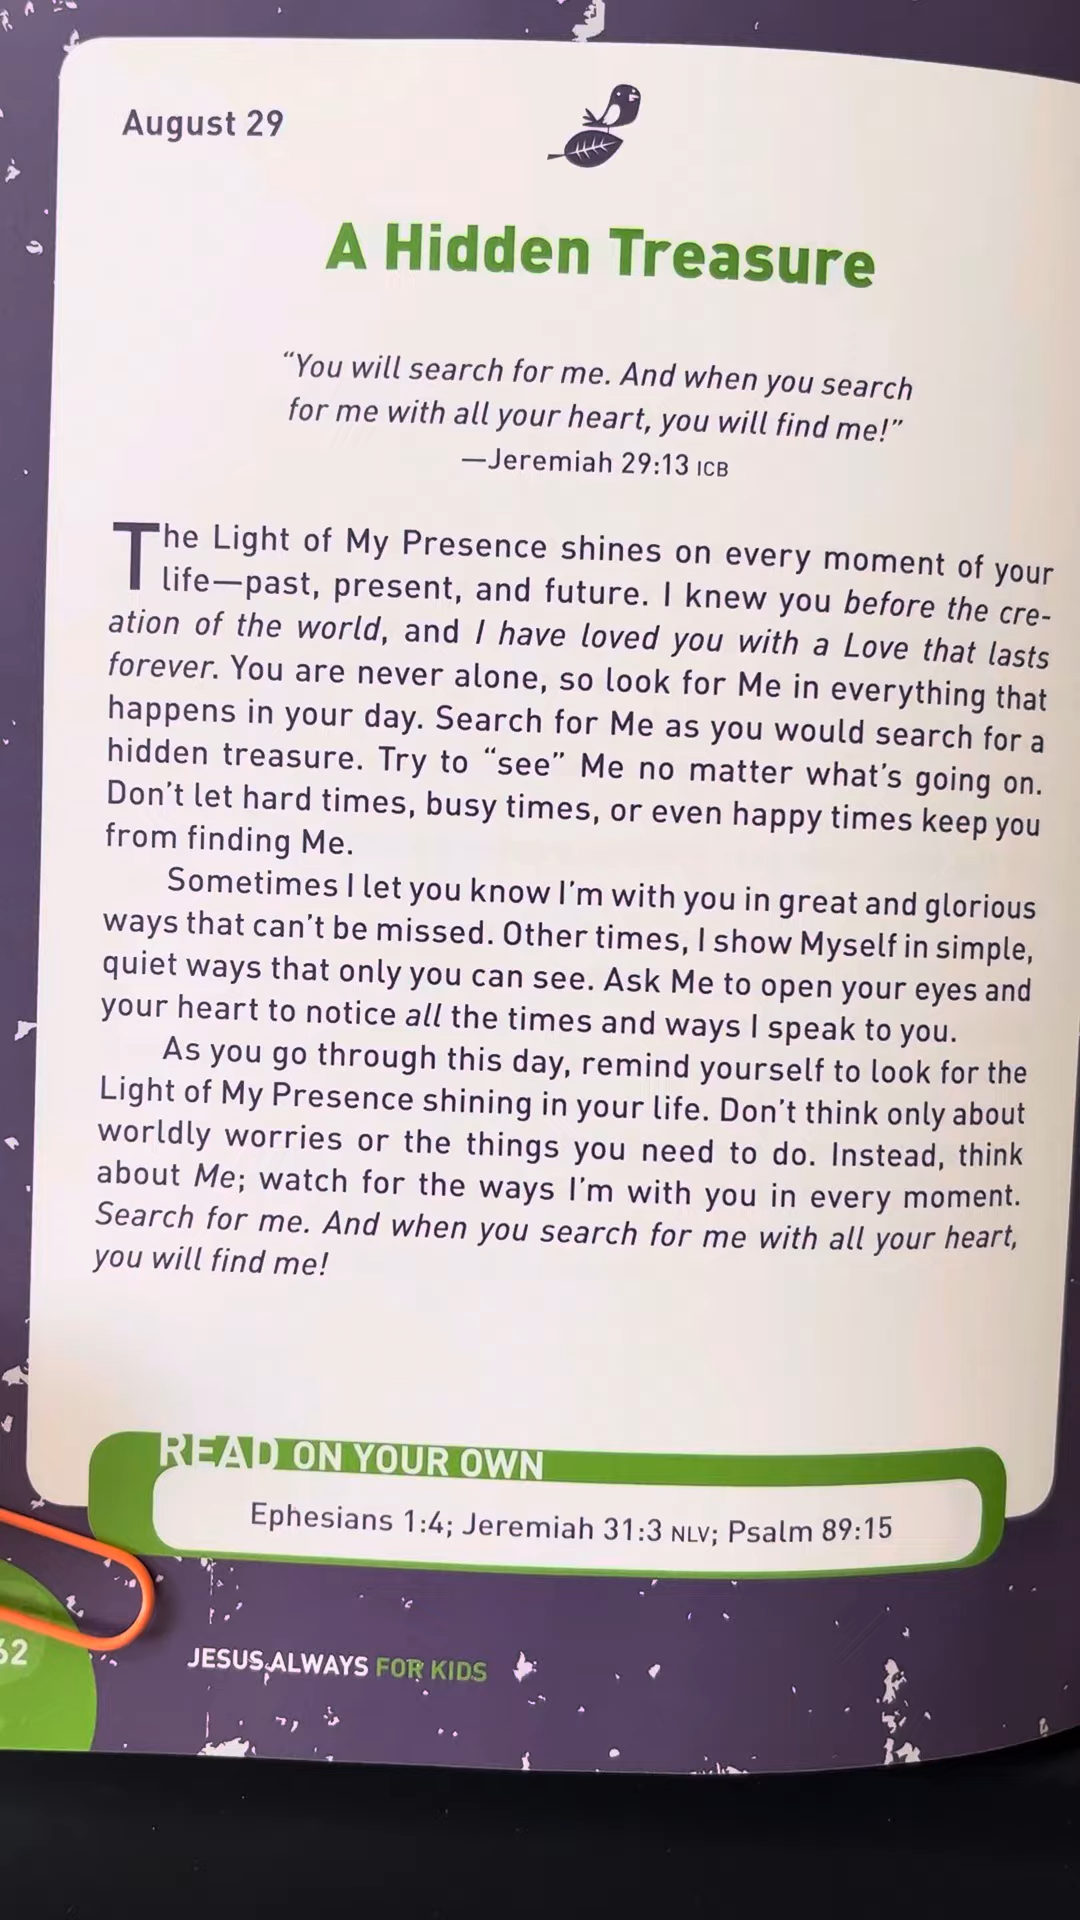 August 29
A Hidden Treasure
“You will search for me. And when you search
for me with all your heart, you will find me!”
—Jeremiah 29:13 ICB
The Light of My Presence shines on every moment of your
life—past, present, and future. I knew you before the cre-
ation of the world, and I have loved you with a Love that lasts
forever. You are never alone, so look for Me in everything that
happens in your day. Search for Me as you would search for a
hidden treasure. Try to “see” Me no matter what’s going on.
Don’t let hard times, busy times, or even happy times keep you
from finding Me.
Sometimes I let you know I’m with you in great and glorious
ways that can’t be missed. Other times, I show Myself in simple,
quiet ways that only you can see. Ask Me to open your eyes and
your heart to notice all the times and ways I speak to you.
As you go through this day, remind yourself to look for the
Light of My Presence shining in your life. Don’t think only about
worldly worries or the things you need to do. Instead, think
about Me; watch for the ways I’m with you in every moment.
Search for me. And when you search for me with all your heart,
you will find me!
READ ON YOUR OWN
Ephesians 1:4; Jeremiah 31:3 NLV; Psalm 89:15
JESUS ALWAYS FOR KIDS